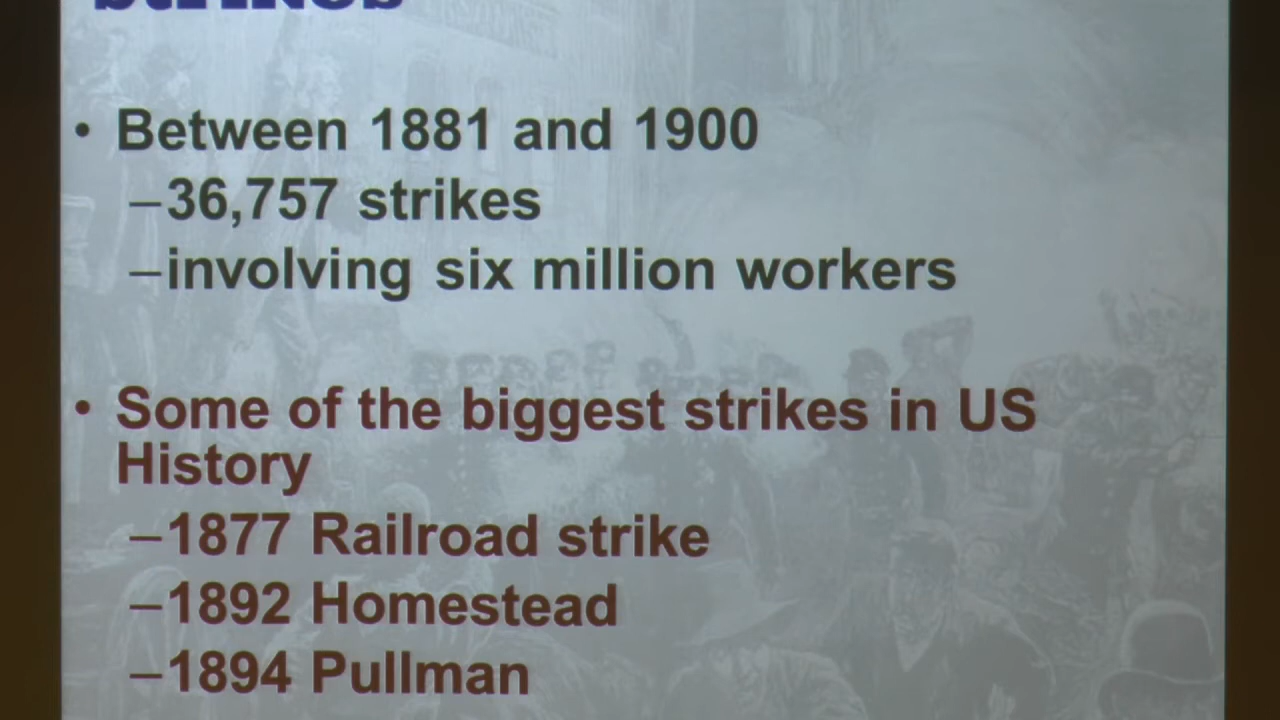 Strikes
• Between 1881 and 1900
–36,757 strikes
–involving six million workers
• Some of the biggest strikes in US
History
–1877 Railroad strike
–1892 Homestead
–1894 Pullman